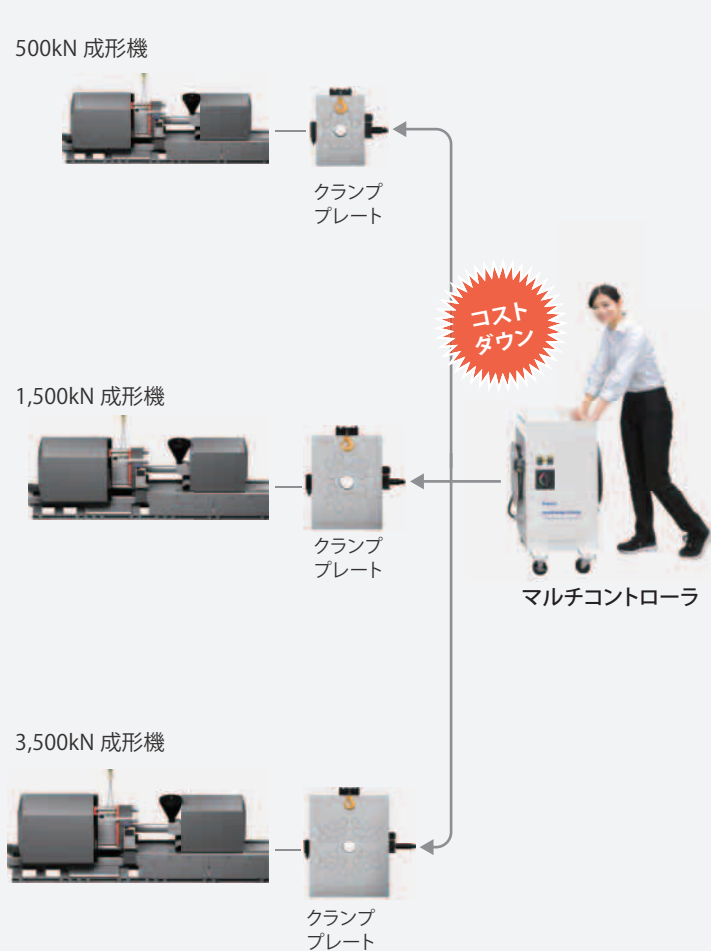 500kN 成形機
クランプ
プレート
コスト
ダウン
1,500kN 成形機
クランプ
プレート
マルチコントローラ
3,500kN 成形機
クランプ
プレート